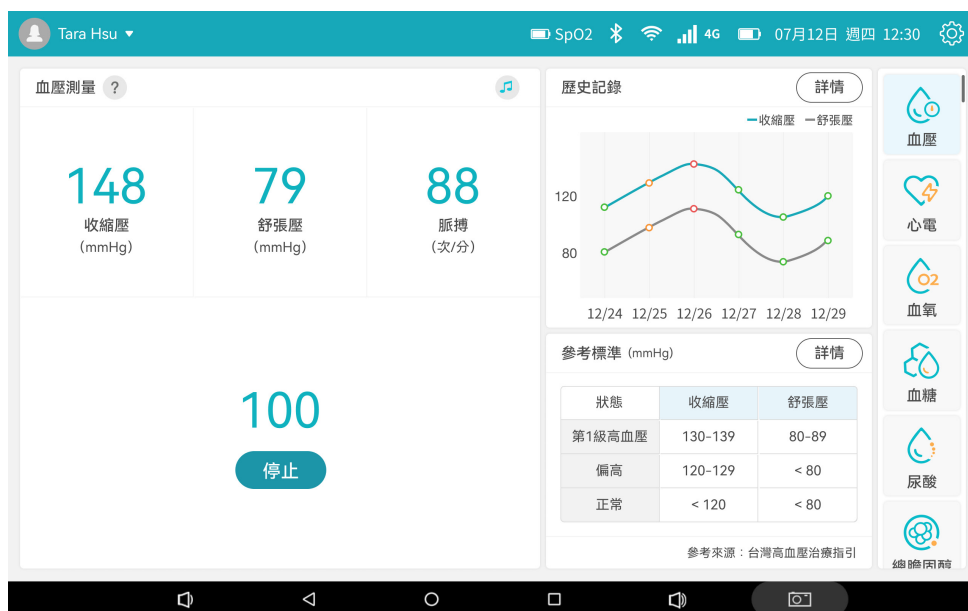 Tara Hsu
SpO2 4G 07月12日 週四 12:30
血壓測量 ?
148 79 88
收縮壓 舒張壓 脈搏
(mmHg) (mmHg) (次/分)
100
停止
歷史記錄 詳情
收縮壓 舒張壓
120
80
12/24 12/25 12/26 12/27 12/28 12/29
參考標準 (mmHg) 詳情
狀態 收縮壓 舒張壓
第1級高血壓 130-139 80-89
偏高 120-129 < 80
正常 < 120 < 80
參考來源：台灣高血壓治療指引
血壓
心電
O2
血氧
血糖
尿酸
總膽固醇